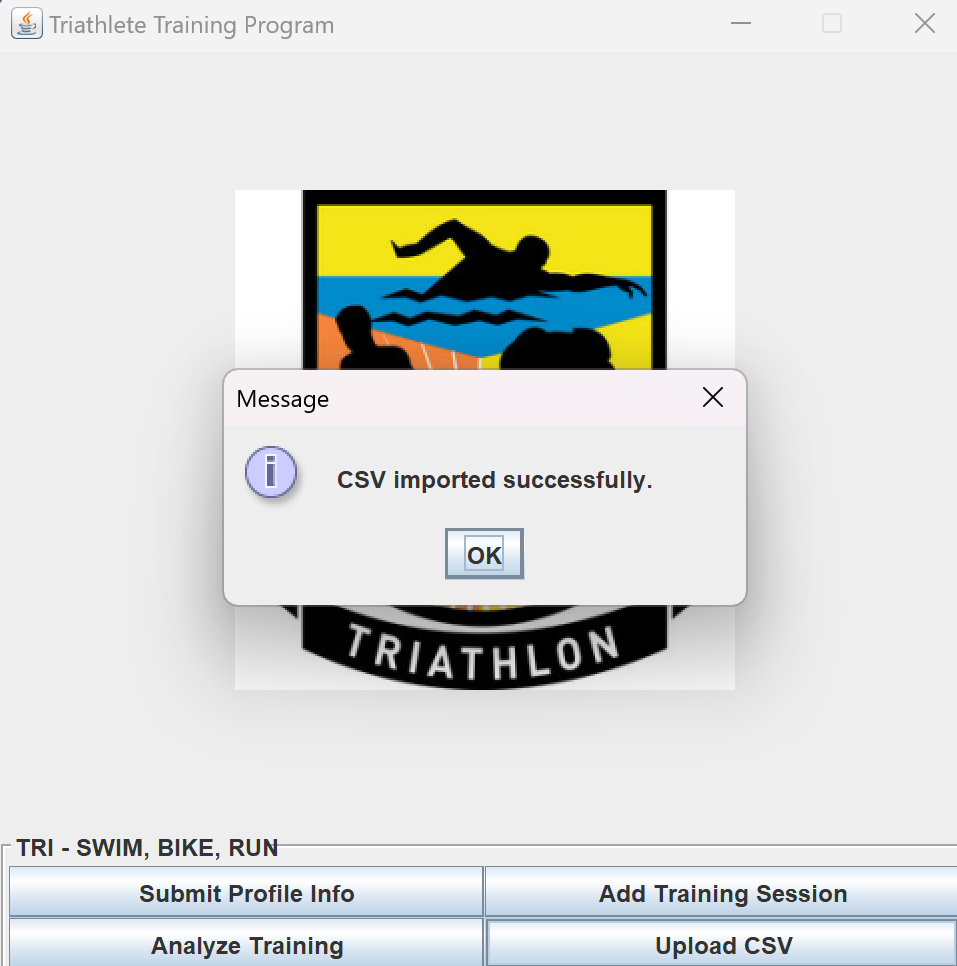 Triathlete Training Program
Message
i
CSV imported successfully.
OK
TRIATHLON
TRI - SWIM, BIKE, RUN
Submit Profile Info
Add Training Session
Analyze Training
Upload CSV